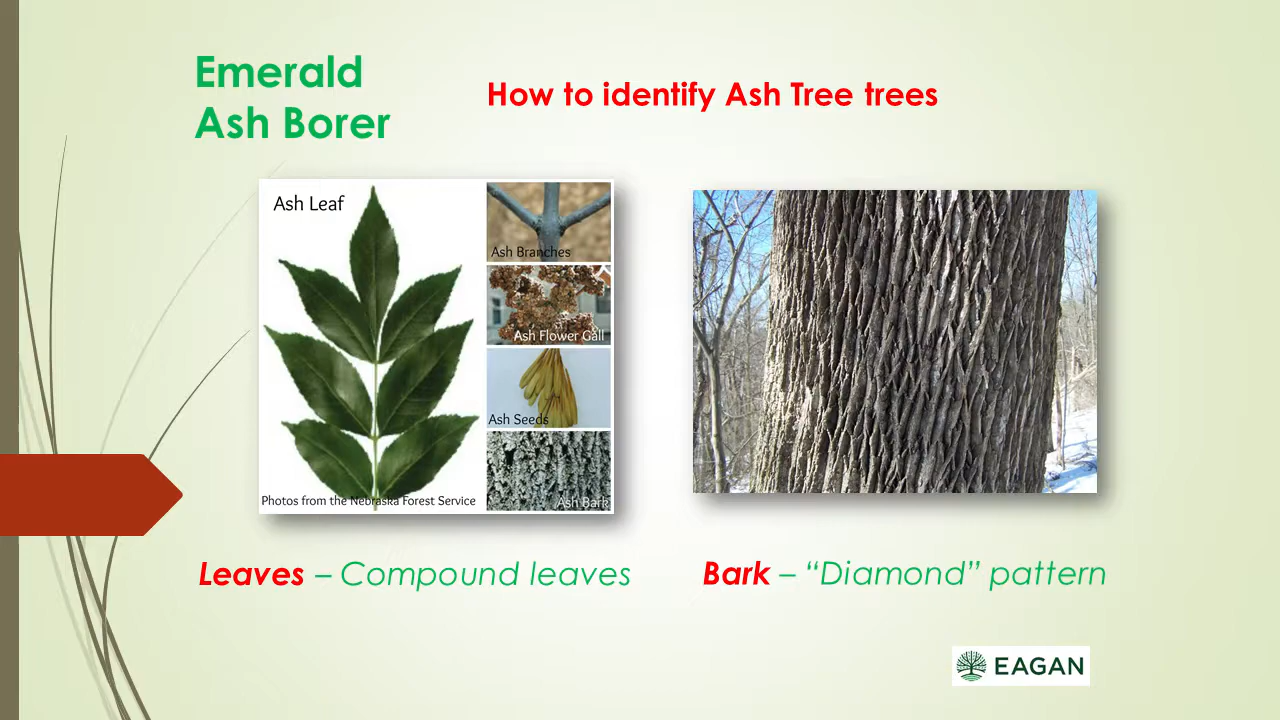 Emerald
Ash Borer
How to identify Ash Tree trees
Ash Leaf
Ash Branches
Ash Flower Gall
Ash Seeds
Ash Bark
Photos from the Nebraska Forest Service
Leaves – Compound leaves
Bark – “Diamond” pattern
EAGAN